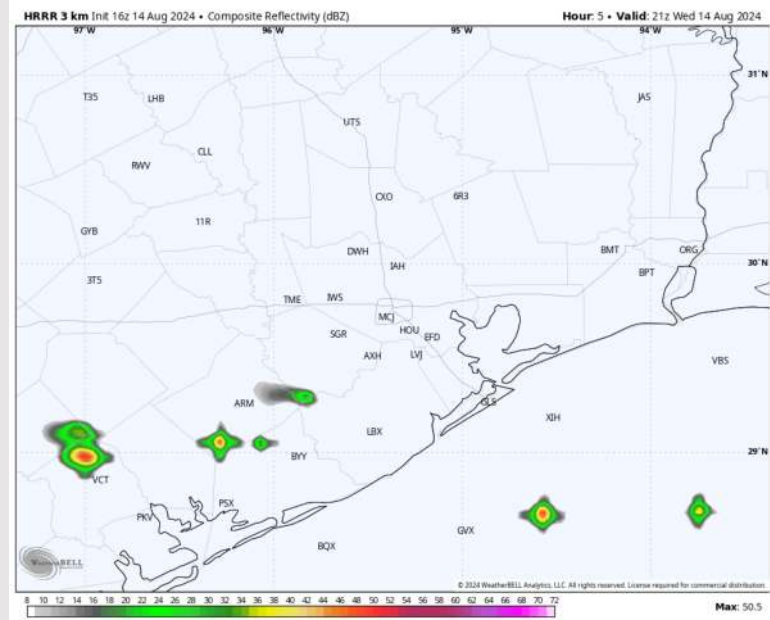 HRRR 3 km Init 16z 14 Aug 2024 • Composite Reflectivity (dBZ) Hour: 5 • Valid: 21z Wed 14 Aug 2024
97°W 96°W 95°W 94°W
31°N
T35 LHB JAS
UTS
CLL
RWV
CXO 6R3
11R
GYB
DWH BMT ORG
IAH 30°N
BPT
3T5
TME IWS
MCJ
SGR HOU EFD
AXH LVJ
VBS
ARM GLS
XIH
LBX
BYY 29°N
VCT
PSX
PKV
GVX
BQX
WEATHERBELL
© 2024 WeatherBELL Analytics, LLC. All rights reserved. License required for commercial distribution.
8 10 12 14 16 18 20 22 24 26 28 30 32 34 36 38 40 42 44 46 48 50 52 54 56 58 60 62 64 66 68 70 72 Max: 50.5